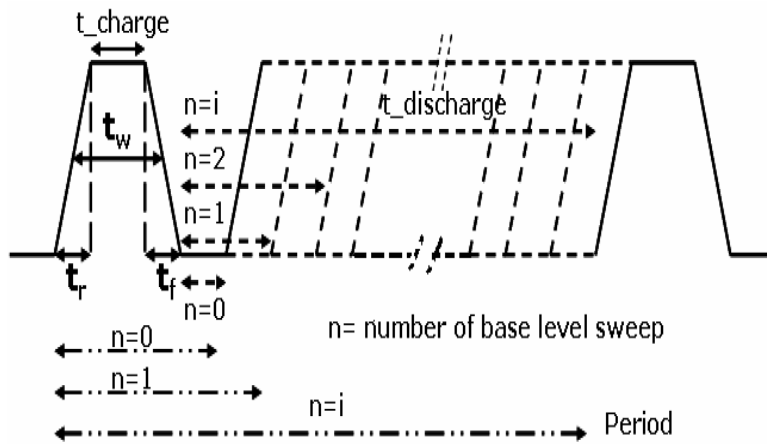 t_charge
n=i
t_discharge
t_w
n=2
n=1
t_r
t_f
n=0
n= number of base level sweep
n=0
n=1
n=i
Period